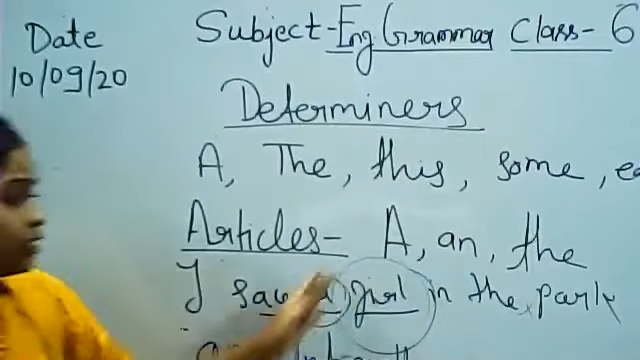 Date
10/09/20
Subject - Eng Grammar Class - 6
Determiners
A, The, this, some,
Articles - A, an, the
I saw girl in the park